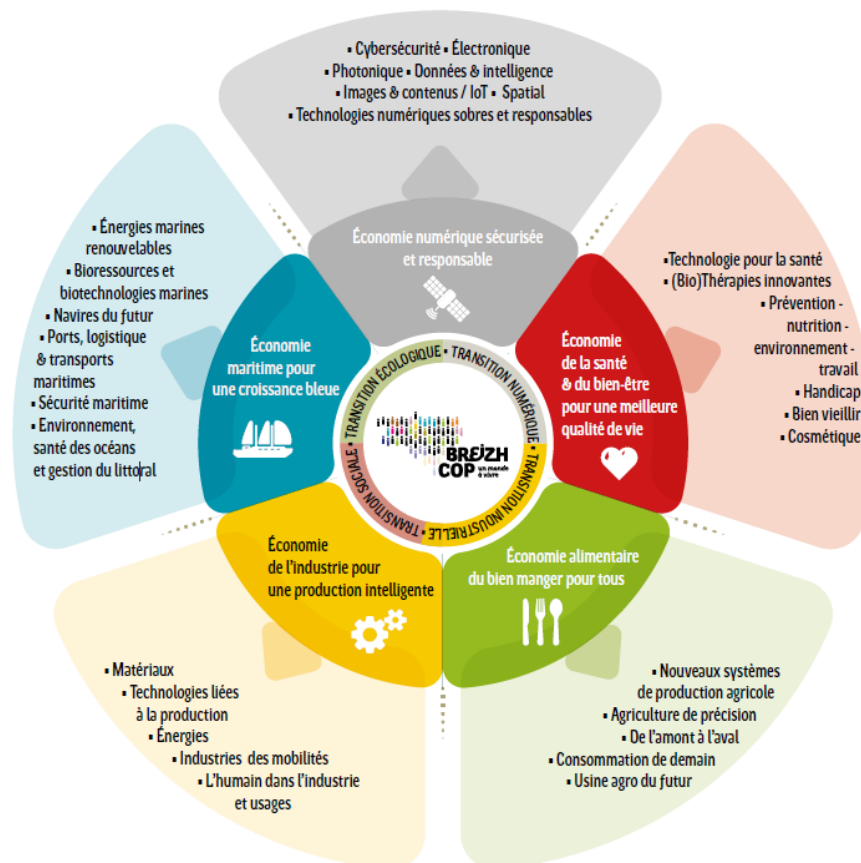 ▪ Cybersécurité ▪ Électronique
▪ Photonique ▪ Données & intelligence
▪ Images & contenus / IoT ▪ Spatial
▪ Technologies numériques sobres et responsables
Économie numérique sécurisée
et responsable
▪ Énergies marines
renouvelables
▪ Bioressources et
biotechnologies marines
▪ Navires du futur
▪ Ports, logistique
& transports
maritimes
▪ Sécurité maritime
▪ Environnement,
santé des océans
et gestion du littoral
Économie
maritime pour
une croissance bleue
▪Technologie pour la santé
▪ (Bio)Thérapies innovantes
▪ Prévention -
nutrition -
environnement -
travail
▪ Handicap
▪ Bien vieillir
▪ Cosmétique
Économie
de la santé
& du bien-être
pour une meilleure
qualité de vie
TRANSITION ÉCOLOGIQUE ▪ TRANSITION NUMÉRIQUE ▪ TRANSITION INDUSTRIELLE ▪ TRANSITION SOCIALE ▪
BREIZH
COP
un monde
à vivre
Économie
de l'industrie pour
une production intelligente
Économie alimentaire
du bien manger pour tous
▪ Matériaux
▪ Technologies liées
à la production
▪ Énergies
▪ Industries des mobilités
▪ L'humain dans l'industrie
et usages
▪ Nouveaux systèmes
de production agricole
▪ Agriculture de précision
▪ De l'amont à l'aval
▪ Consommation de demain
▪ Usine agro du futur